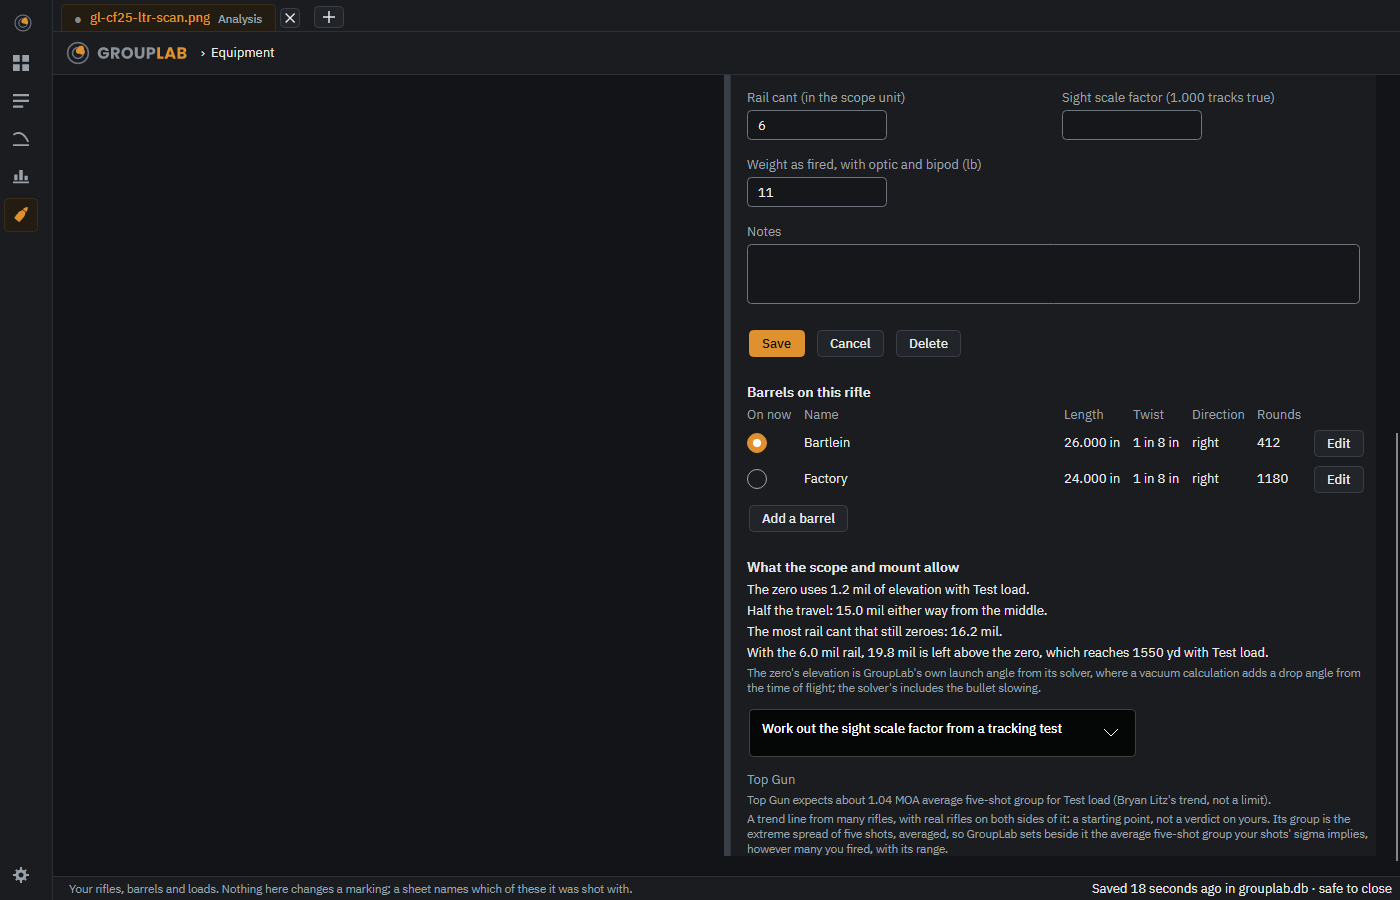 gl-cf25-ltr-scan.png Analysis
GROUPLAB › Equipment
Rail cant (in the scope unit)
Sight scale factor (1.000 tracks true)
6
Weight as fired, with optic and bipod (lb)
11
Notes
Save Cancel Delete
Barrels on this rifle
On now Name Length Twist Direction Rounds
Bartlein 26.000 in 1 in 8 in right 412 Edit
Factory 24.000 in 1 in 8 in right 1180 Edit
Add a barrel
What the scope and mount allow
The zero uses 1.2 mil of elevation with Test load.
Half the travel: 15.0 mil either way from the middle.
The most rail cant that still zeroes: 16.2 mil.
With the 6.0 mil rail, 19.8 mil is left above the zero, which reaches 1550 yd with Test load.
The zero's elevation is GroupLab's own launch angle from its solver, where a vacuum calculation adds a drop angle from
the time of flight; the solver's includes the bullet slowing.
Work out the sight scale factor from a tracking test
Top Gun
Top Gun expects about 1.04 MOA average five-shot group for Test load (Bryan Litz's trend, not a limit).
A trend line from many rifles, with real rifles on both sides of it: a starting point, not a verdict on yours. Its group is the
extreme spread of five shots, averaged, so GroupLab sets beside it the average five-shot group your shots' sigma implies,
however many you fired, with its range.
Your rifles, barrels and loads. Nothing here changes a marking; a sheet names which of these it was shot with.
Saved 18 seconds ago in grouplab.db · safe to close